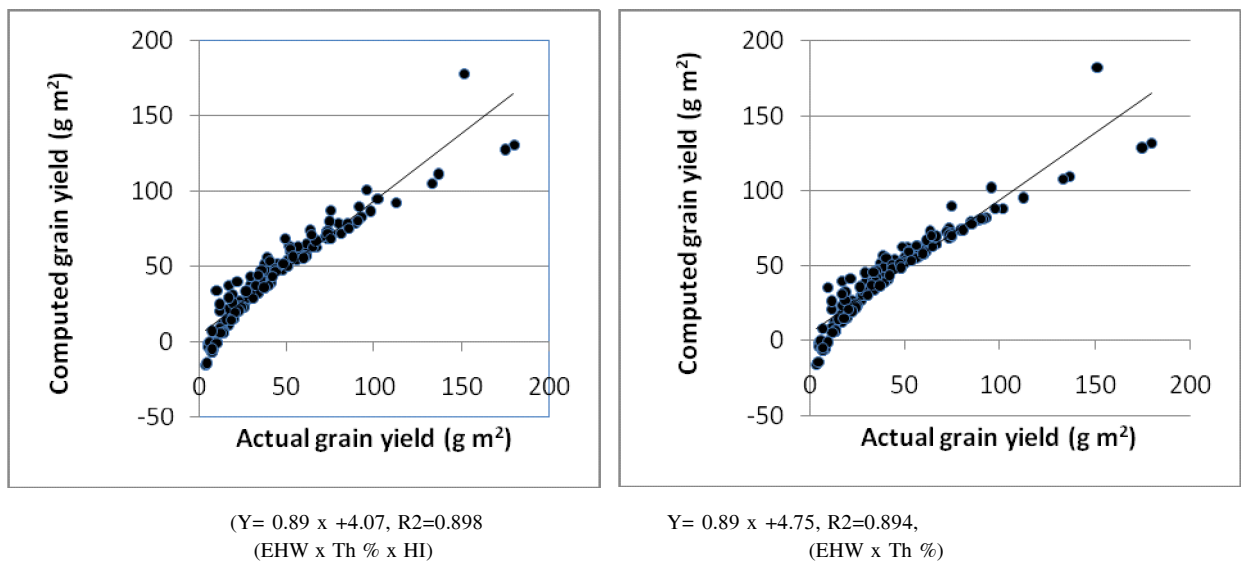 200
150
100
50
0
-50
0 50 100 150 200
Computed grain yield (g m²)
Actual grain yield (g m²)
200
150
100
50
0
-50
0 50 100 150 200
Computed grain yield (g m²)
Actual grain yield (g m²)
(Y= 0.89 x +4.07, R2=0.898
(EHW x Th % x HI)
Y= 0.89 x +4.75, R2=0.894,
(EHW x Th %)